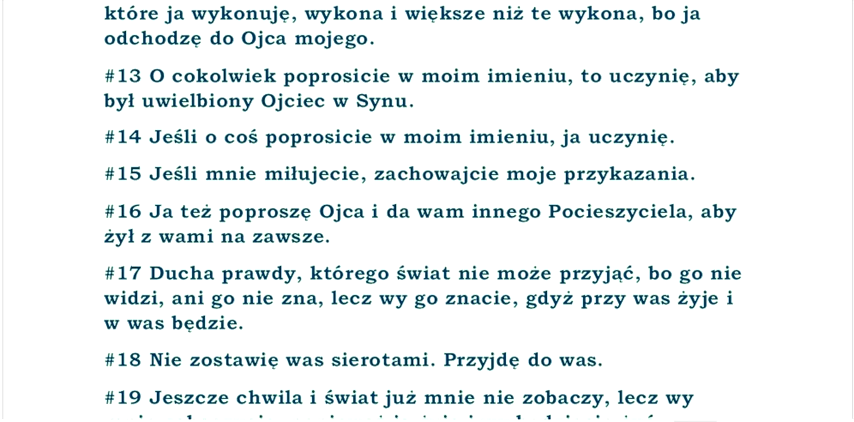 które ja wykonuję, wykona i większe niż te wykona, bo ja
odchodzę do Ojca mojego.
#13 O cokolwiek poprosicie w moim imieniu, to uczynię, aby
był uwielbiony Ojciec w Synu.
#14 Jeśli o coś poprosicie w moim imieniu, ja uczynię.
#15 Jeśli mnie miłujecie, zachowajcie moje przykazania.
#16 Ja też poproszę Ojca i da wam innego Pocieszyciela, aby
żył z wami na zawsze.
#17 Ducha prawdy, którego świat nie może przyjąć, bo go nie
widzi, ani go nie zna, lecz wy go znacie, gdyż przy was żyje i
w was będzie.
#18 Nie zostawię was sierotami. Przyjdę do was.
#19 Jeszcze chwila i świat już mnie nie zobaczy, lecz wy